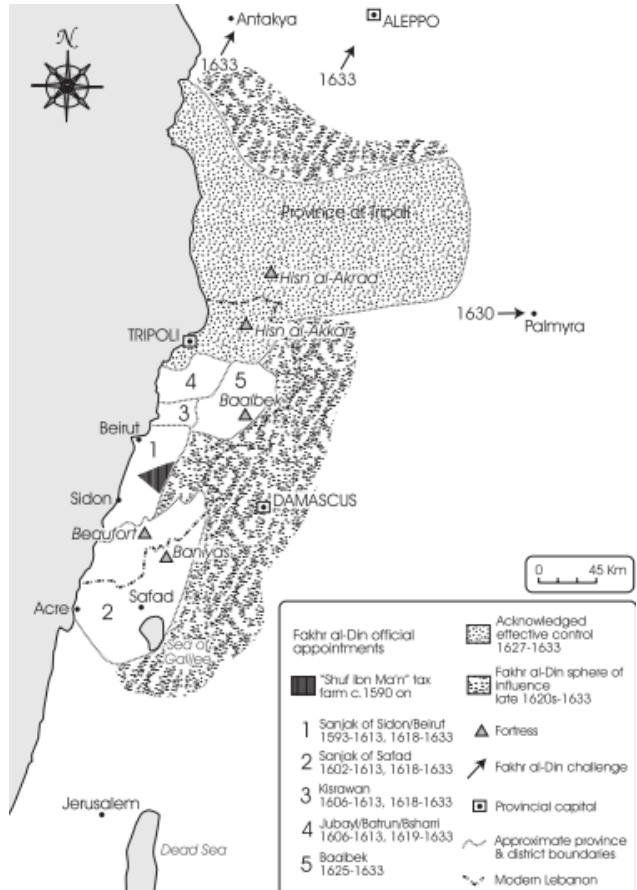 N
Antakya
ALEPPO
1633
1633
Province of Tripoli
Hisn al-Akrad
1630
Palmyra
Hisn al-Akkar
TRIPOLI
4
5
Baalbek
3
Beirut
1
Sidon
DAMASCUS
Beaufort
Baniyas
0 45 Km
Acre
2
Safad
Sea of
Galilee
Jerusalem
Dead Sea
Fakhr al-Din official
appointments
"Shuf Ibn Ma'n" tax
farm c.1590 on
1 Sanjak of Sidon/Beirut
1593-1613, 1618-1633
2 Sanjak of Safad
1602-1613, 1618-1633
3 Kisrawan
1606-1613, 1618-1633
4 Jubayl/Batrun/Bsharri
1606-1613, 1619-1633
5 Baalbek
1625-1633
Acknowledged
effective control
1627-1633
Fakhr al-Din sphere of
influence
late 1620s-1633
Fortress
Fakhr al-Din challenge
Provincial capital
Approximate province
& district boundaries
Modern Lebanon